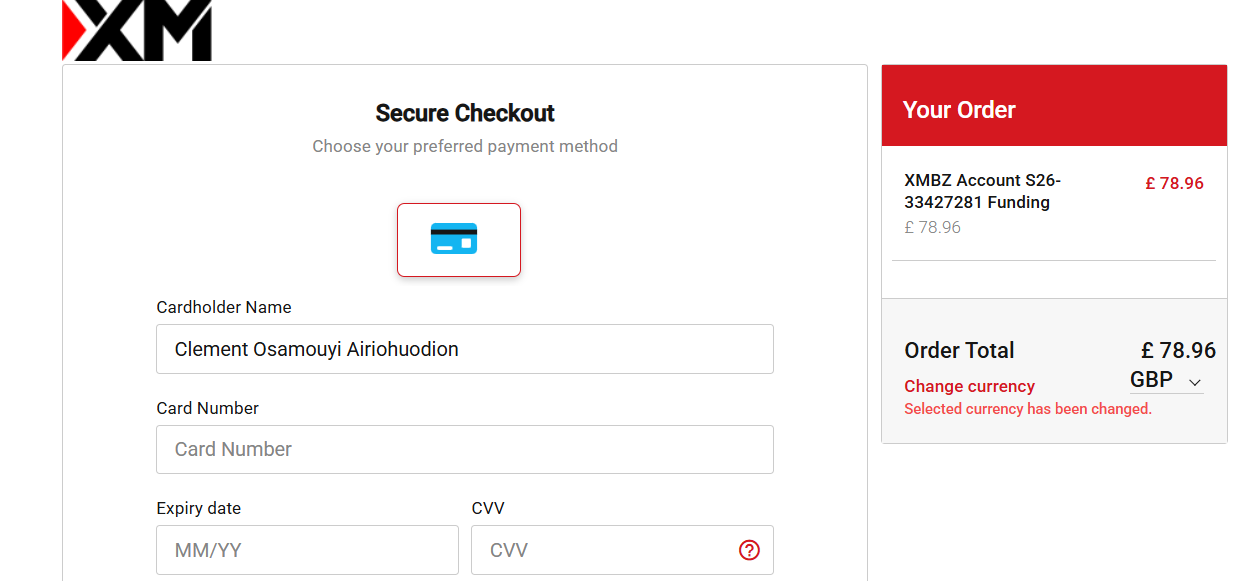 XM
Secure Checkout
Choose your preferred payment method
Cardholder Name
Clement Osamouyi Airiohuodion
Card Number
Card Number
Expiry date
CVV
MM/YY
CVV
?
Your Order
XMBZ Account S26-
33427281 Funding
£ 78.96
£ 78.96
Order Total
£ 78.96
Change currency
GBP
Selected currency has been changed.